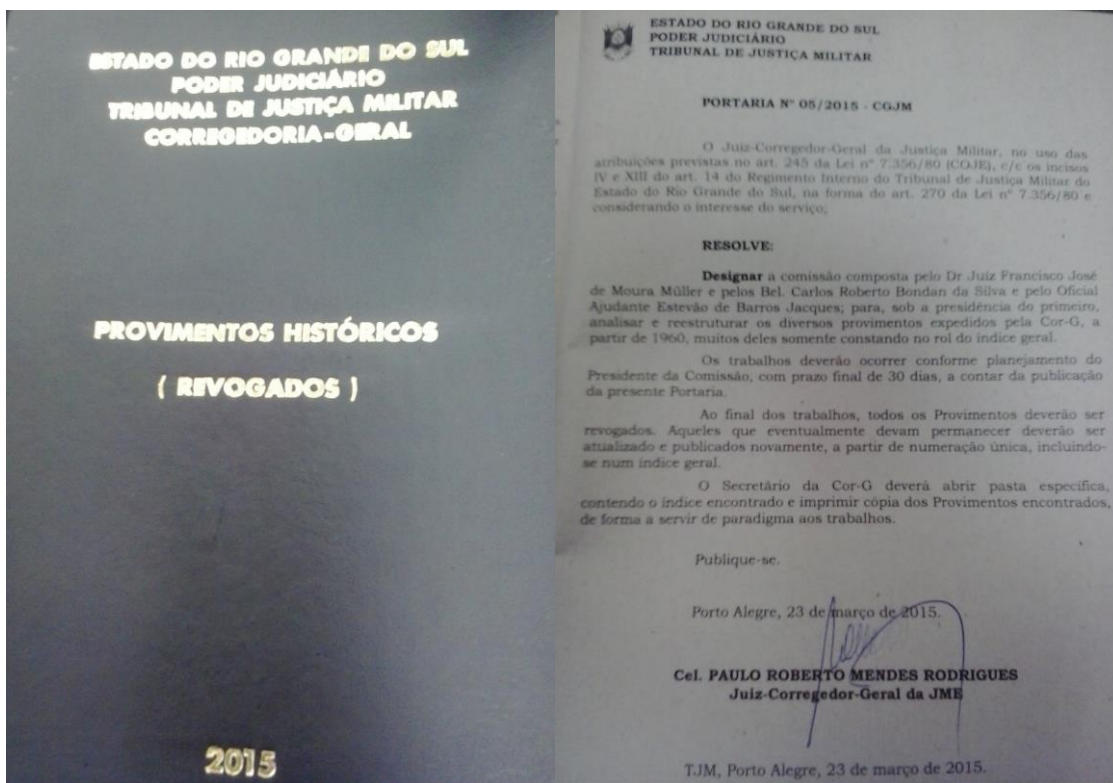 ESTADO DO RIO GRANDE DO SUL
PODER JUDICIÁRIO
TRIBUNAL DE JUSTIÇA MILITAR
CORREGEDORIA-GERAL
PROVIMENTOS HISTÓRICOS
( REVOGADOS )
2015
ESTADO DO RIO GRANDE DO SUL
PODER JUDICIÁRIO
TRIBUNAL DE JUSTIÇA MILITAR
PORTARIA Nº 05/2015 - CGJM
O Juiz-Corregedor-Geral da Justiça Militar, no uso das
atribuições previstas no art. 245 da Lei nº 7.356/80 (COJE), c/c os incisos
IV e XIII do art. 14 do Regimento Interno do Tribunal de Justiça Militar do
Estado do Rio Grande do Sul, na forma do art. 270 da Lei nº 7.356/80 e
considerando o interesse do serviço;
RESOLVE:
Designar a comissão composta pelo Dr Juiz Francisco José
de Moura Müller e pelos Bel. Carlos Roberto Bondan da Silva e pelo Oficial
Ajudante Estevão de Barros Jacques; para, sob a presidência do primeiro,
analisar e reestruturar os diversos provimentos expedidos pela Cor-G, a
partir de 1960, muitos deles somente constando no rol do índice geral.
Os trabalhos deverão ocorrer conforme planejamento do
Presidente da Comissão, com prazo final de 30 dias, a contar da publicação
da presente Portaria.
Ao final dos trabalhos, todos os Provimentos deverão ser
revogados. Aqueles que eventualmente devam permanecer deverão ser
atualizado e publicados novamente, a partir de numeração única, incluindo-
se num índice geral.
O Secretário da Cor-G deverá abrir pasta específica,
contendo o índice encontrado e imprimir cópia dos Provimentos encontrados,
de forma a servir de paradigma aos trabalhos.
Publique-se.
Porto Alegre, 23 de março de 2015.
Cel. PAULO ROBERTO MENDES RODRIGUES
Juiz-Corregedor-Geral da JME
TJM, Porto Alegre, 23 de março de 2015.